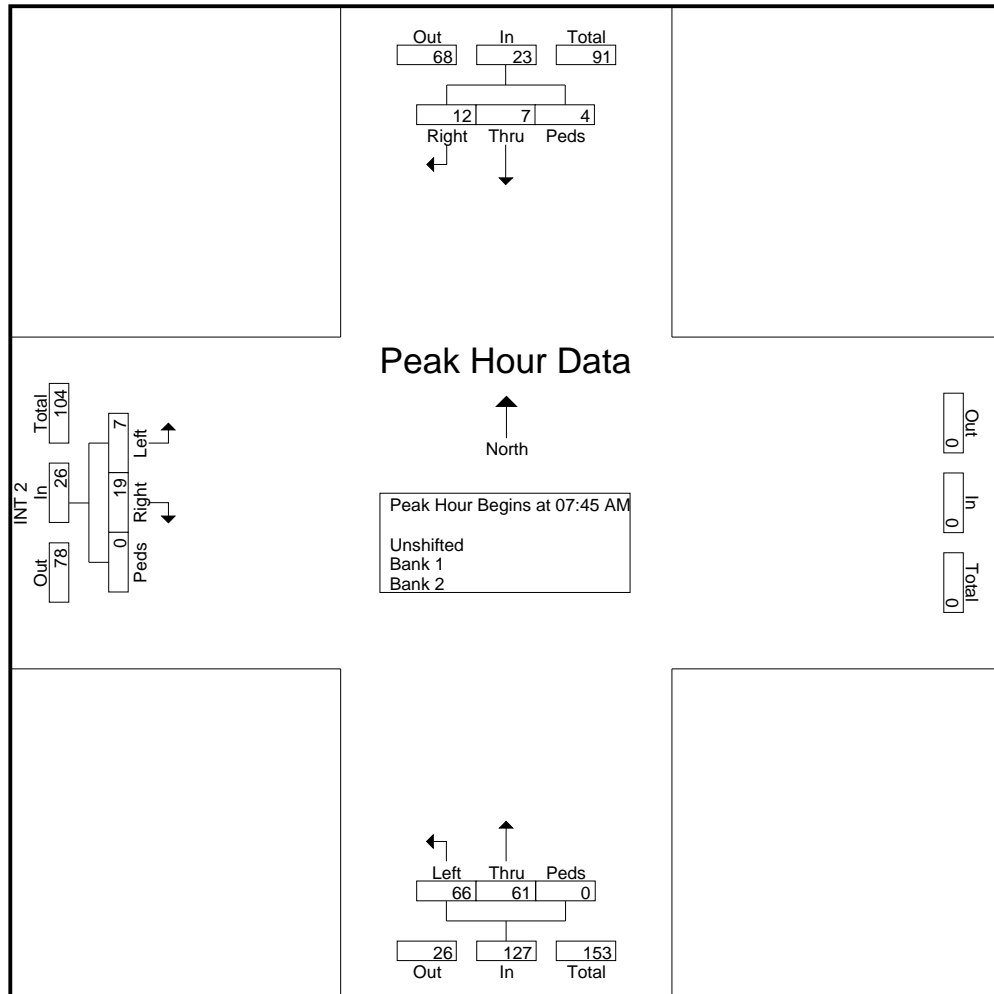 Out In Total
68 23 91
12 7 4
Right Thru Peds
Peak Hour Data
North
Peak Hour Begins at 07:45 AM
Unshifted
Bank 1
Bank 2
INT 2
Out In Total
78 26 104
0 19 7
Peds Right Left
Out In Total
0 0 0
Left Thru Peds
66 61 0
26 127 153
Out In Total